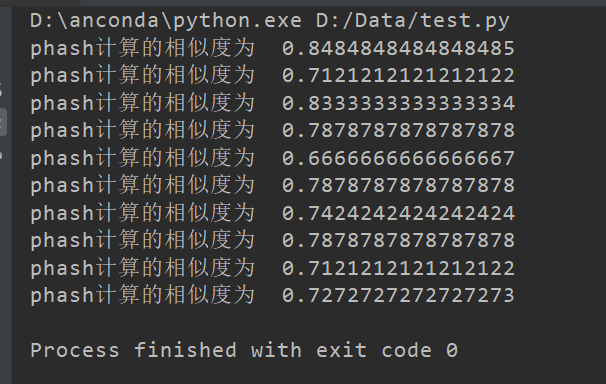 D:\anconda\python.exe D:/Data/test.py
phash计算的相似度为  0.8484848484848485
phash计算的相似度为  0.7121212121212122
phash计算的相似度为  0.8333333333333334
phash计算的相似度为  0.7878787878787878
phash计算的相似度为  0.6666666666666667
phash计算的相似度为  0.7878787878787878
phash计算的相似度为  0.7424242424242424
phash计算的相似度为  0.7878787878787878
phash计算的相似度为  0.7121212121212122
phash计算的相似度为  0.7272727272727273
Process finished with exit code 0